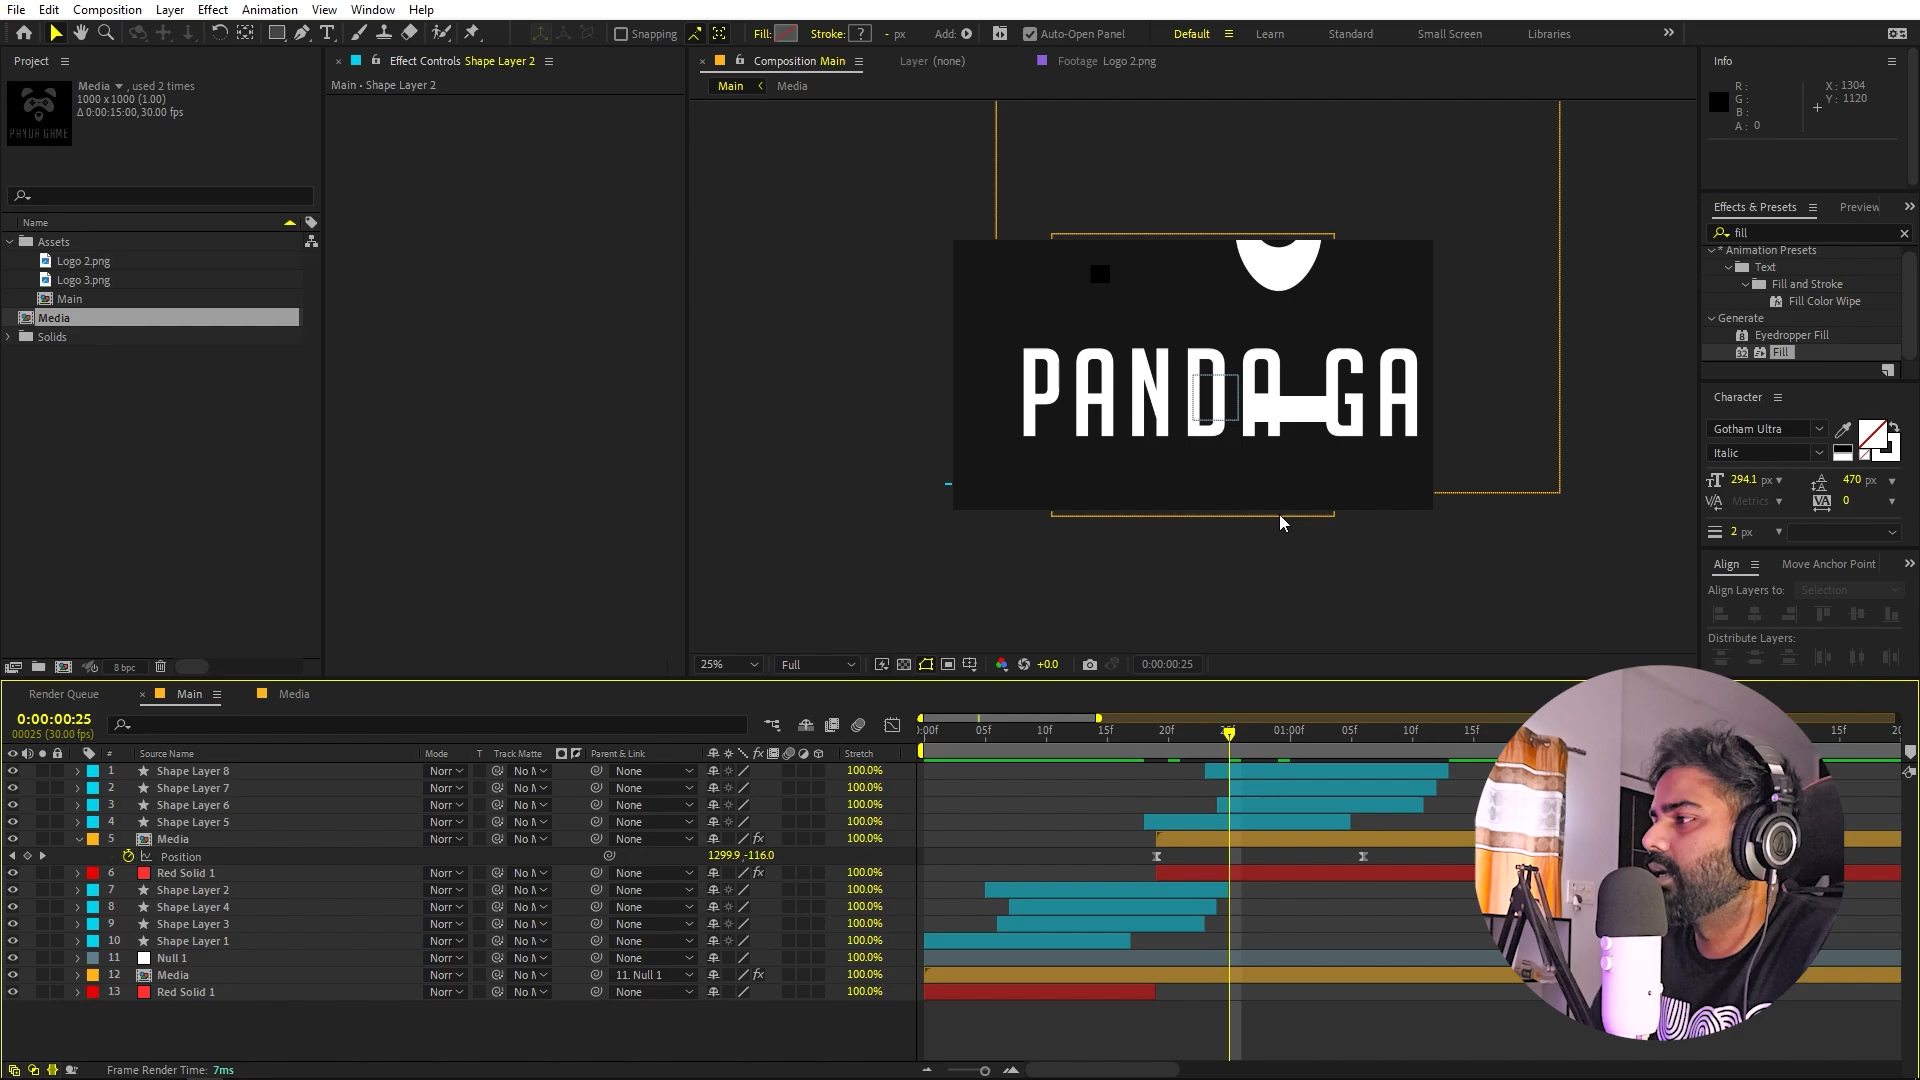 File Edit Composition Layer Effect Animation View Window Help
Snapping Fill: Stroke: ? - px Add: Auto-Open Panel Default Learn Standard Small Screen Libraries
Project
Media , used 2 times
1000 x 1000 (1.00)
Δ 0:00:15:00, 30.00 fps
PANDA GAME
Name
Assets
Logo 2.png
Logo 3.png
Main
Media
Solids
8 bpc
Effect Controls Shape Layer 2
Main • Shape Layer 2
Composition Main Layer (none) Footage Logo 2.png
Main Media
PANDA GA
25% Full +0.0 0:00:00:25
Info
R :
G :
B :
A : 0
X : 1304
Y : 1120
Effects & Presets Preview
fill
* Animation Presets
Text
Fill and Stroke
Fill Color Wipe
Generate
Eyedropper Fill
Fill
Character
Gotham Ultra
Italic
294.1 px 470 px
Metrics 0
2 px
Align Move Anchor Point
Align Layers to: Selection
Distribute Layers:
Render Queue Main Media
0:00:00:25
00025 (30.00 fps)
# Source Name Mode T Track Matte Parent & Link fx Stretch
:00f 05f 10f 15f 20f 01:00f 05f 10f 15f 15f
1 Shape Layer 8 Norr No M None 100.0%
2 Shape Layer 7 Norr No M None 100.0%
3 Shape Layer 6 Norr No M None 100.0%
4 Shape Layer 5 Norr No M None 100.0%
5 Media Norr No M None fx 100.0%
Position 1299.9 ,-116.0
6 Red Solid 1 Norr No M None fx 100.0%
7 Shape Layer 2 Norr No M None 100.0%
8 Shape Layer 4 Norr No M None 100.0%
9 Shape Layer 3 Norr No M None 100.0%
10 Shape Layer 1 Norr No M None 100.0%
11 Null 1 Norr No M None 100.0%
12 Media Norr No M 11. Null 1 fx 100.0%
13 Red Solid 1 Norr No M None 100.0%
Frame Render Time: 7ms